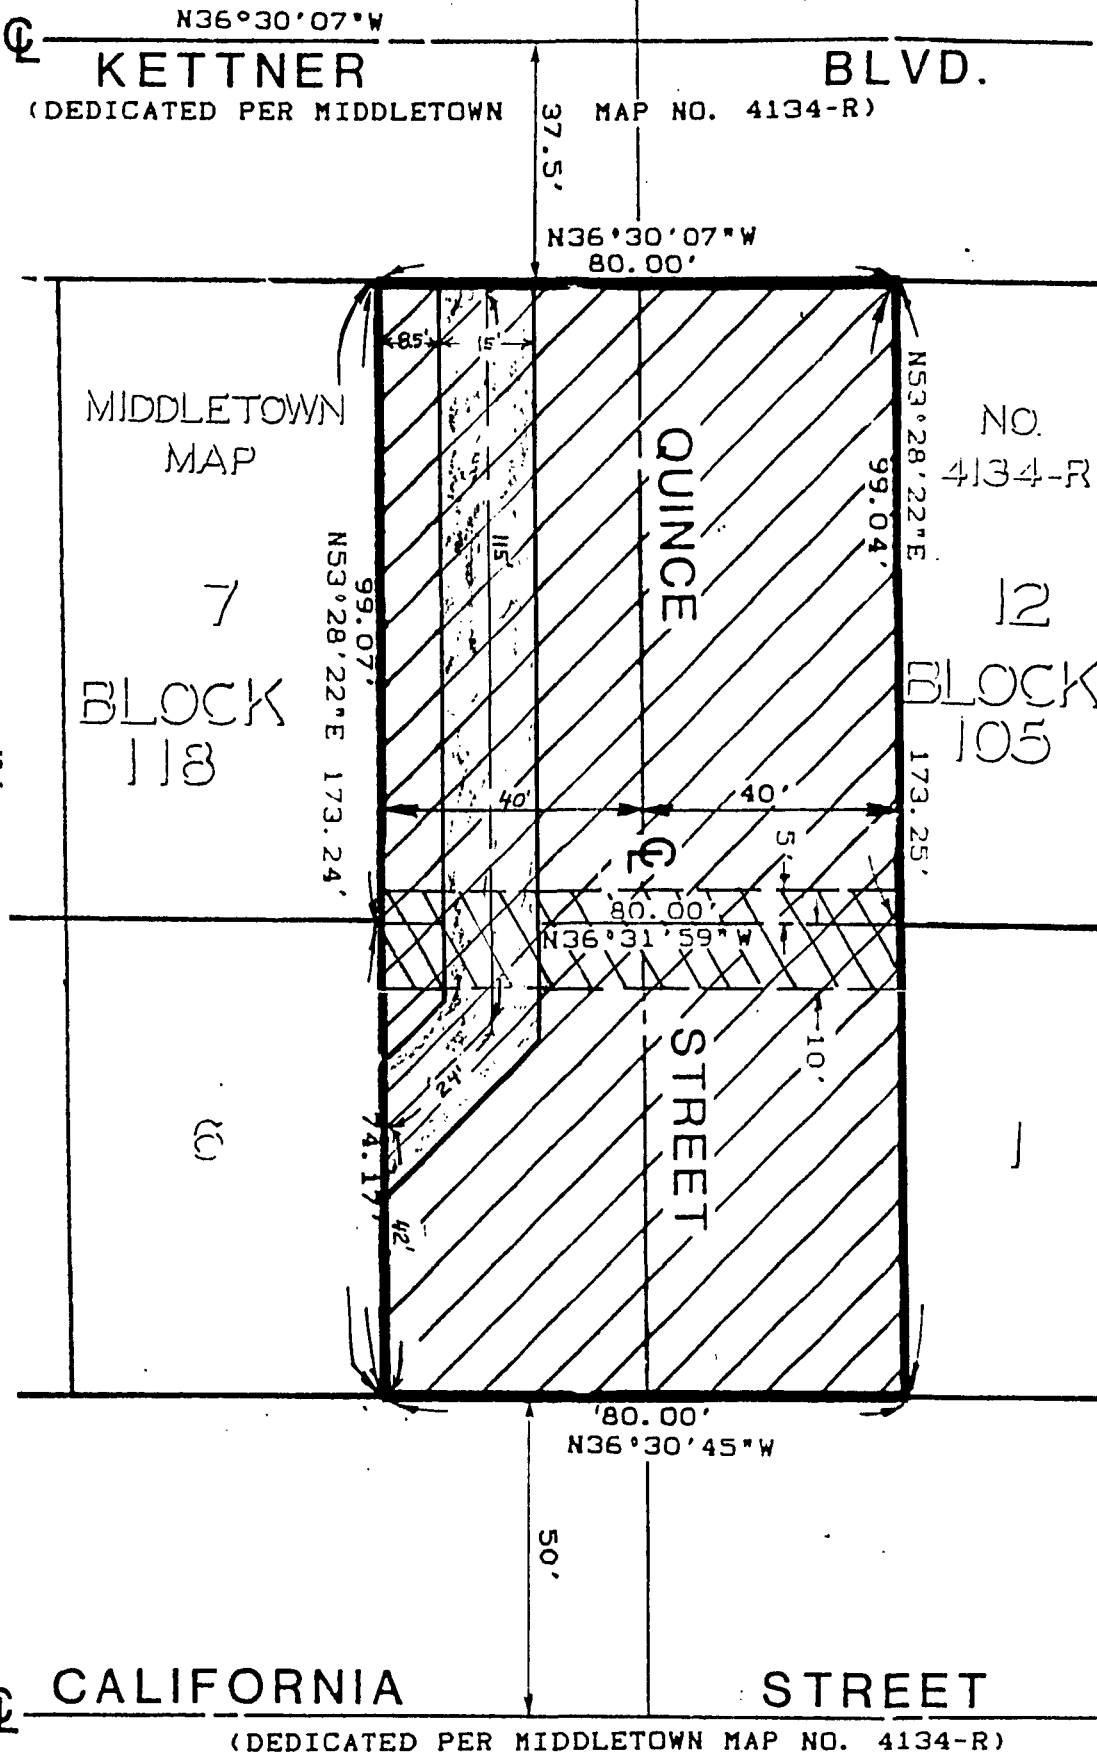 N36°30'07"W
℄
KETTNER BLVD.
(DEDICATED PER MIDDLETOWN MAP NO. 4134-R)
37.5'
N36°30'07"W
80.00'
8.5'
15'
MIDDLETOWN
MAP
NO.
4134-R
N53°28'22"E 173.25'
99.04'
QUINCE
115'
99.07'
N53°28'22"E 173.24'
7
BLOCK
118
12
BLOCK
105
40'
40'
℄
5'
80.00'
N36°31'59"W
10'
STREET
24'
74.17'
42'
1
80.00'
N36°30'45"W
50'
CALIFORNIA STREET
℄
(DEDICATED PER MIDDLETOWN MAP NO. 4134-R)